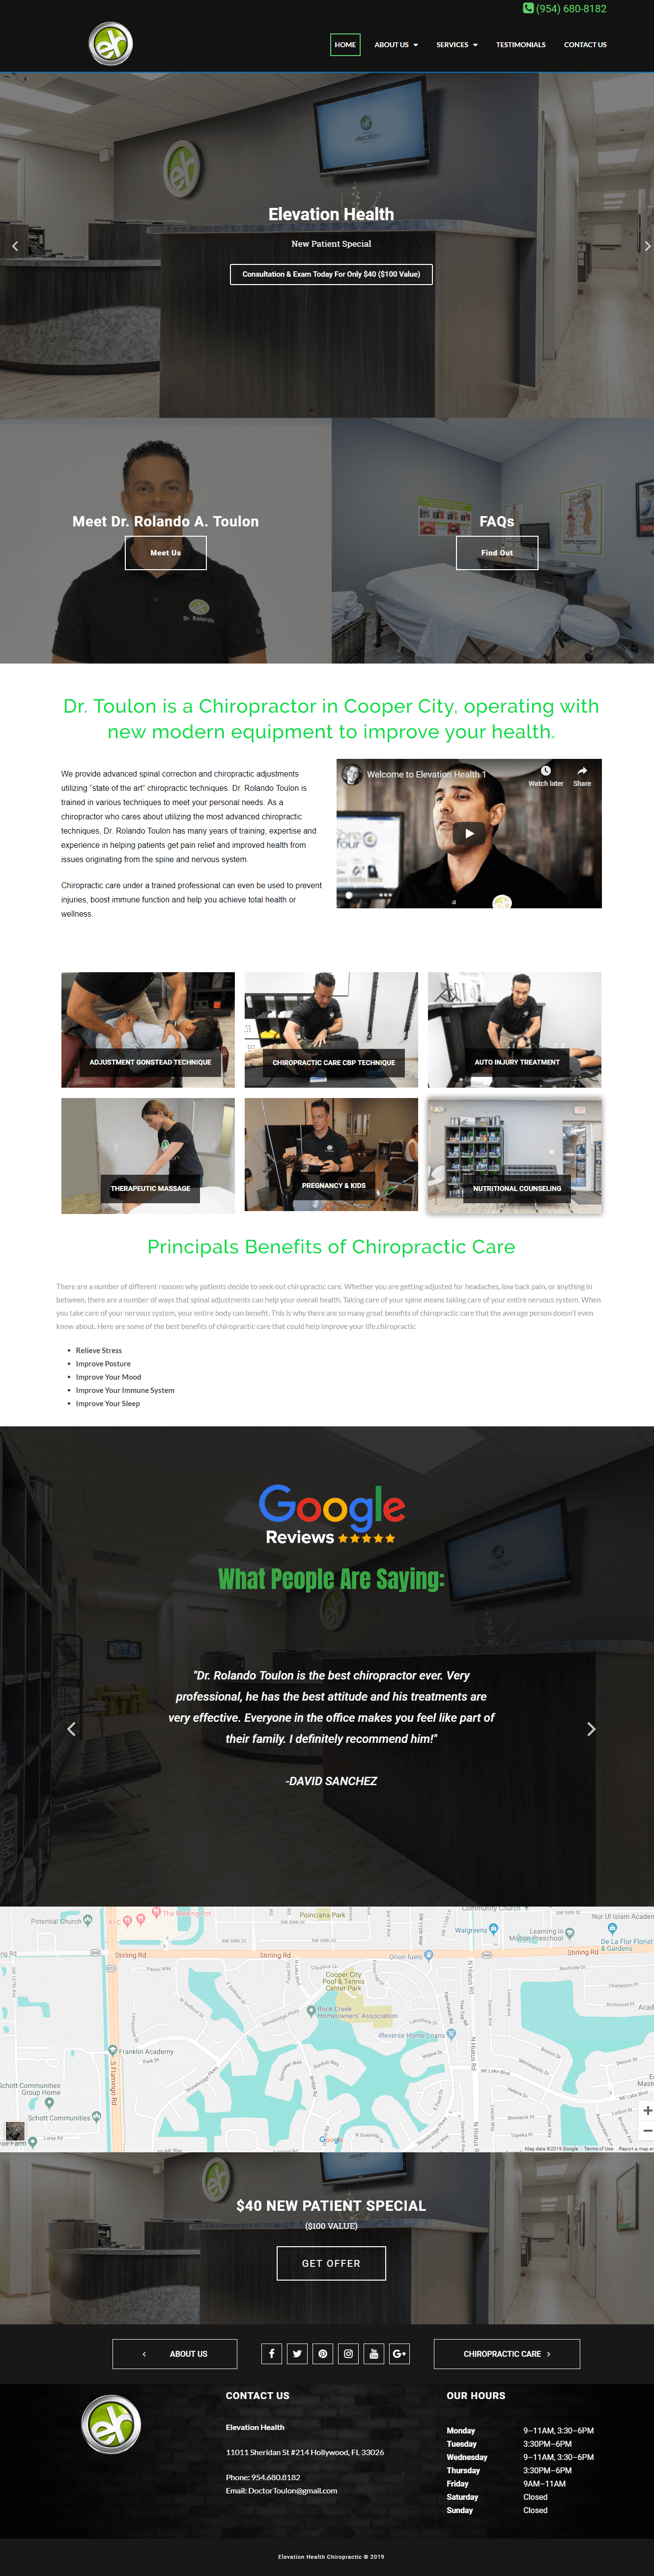 (954) 680-8182
HOME
ABOUT US
SERVICES
TESTIMONIALS
CONTACT US
elevation
Elevation Health
New Patient Special
Consultation & Exam Today For Only $40 ($100 Value)
Meet Dr. Rolando A. Toulon
Meet Us
Dr. Rolando
FAQs
Find Out
Dr. Toulon is a Chiropractor in Cooper City, operating with
new modern equipment to improve your health.
We provide advanced spinal correction and chiropractic adjustments
utilizing "state of the art" chiropractic techniques. Dr. Rolando Toulon is
trained in various techniques to meet your personal needs. As a
chiropractor who cares about utilizing the most advanced chiropractic
techniques, Dr. Rolando Toulon has many years of training, expertise and
experience in helping patients get pain relief and improved health from
issues originating from the spine and nervous system.
Chiropractic care under a trained professional can even be used to prevent
injuries, boost immune function and help you achieve total health or
wellness.
Welcome to Elevation Health 1
Watch later
Share
ADJUSTMENT GONSTEAD TECHNIQUE
CHIROPRACTIC CARE CBP TECHNIQUE
AUTO INJURY TREATMENT
THERAPEUTIC MASSAGE
PREGNANCY & KIDS
NUTRITIONAL COUNSELING
Principals Benefits of Chiropractic Care
There are a number of different reasons why patients decide to seek out chiropractic care. Whether you are getting adjusted for headaches, low back pain, or anything in
between, there are a number of ways that spinal adjustments can help your overall health. Taking care of your spine means taking care of your entire nervous system. When
you take care of your nervous system, your entire body can benefit. This is why there are so many great benefits of chiropractic care that the average person doesn't even
know about. Here are some of the best benefits of chiropractic care that could help improve your life.chiropractic
• Relieve Stress
• Improve Posture
• Improve Your Mood
• Improve Your Immune System
• Improve Your Sleep
Google
Reviews
What People Are Saying:
"Dr. Rolando Toulon is the best chiropractor ever. Very
professional, he has the best attitude and his treatments are
very effective. Everyone in the office makes you feel like part of
their family. I definitely recommend him!"
-DAVID SANCHEZ
Potential Church
KFC
The Melting Pot
Poinciana Park
Community Church
Walgreens
Learning In
Motion Preschool
Nur Ul Islam Academ
De La Flor Florist
& Gardens
Stirling Rd
Stirling Rd
Stirling Rd
Orion fuels
Cooper City
Pool & Tennis
Center Park
Rock Creek
Homeowners Association
iReverse Home Loans
Franklin Academy
S Flamingo Rd
N Hiatus Rd
Schott Communities
Group Home
Schott Communities
Google
Map data ©2019 Google
Terms of Use
Report a map er
$40 NEW PATIENT SPECIAL
($100 VALUE)
GET OFFER
ABOUT US
CHIROPRACTIC CARE
CONTACT US
Elevation Health
11011 Sheridan St #214 Hollywood, FL 33026
Phone: 954.680.8182
Email: DoctorToulon@gmail.com
OUR HOURS
Monday 9–11AM, 3:30–6PM
Tuesday 3:30PM–6PM
Wednesday 9–11AM, 3:30–6PM
Thursday 3:30PM–6PM
Friday 9AM–11AM
Saturday Closed
Sunday Closed
Elevation Health Chiropractic © 2019